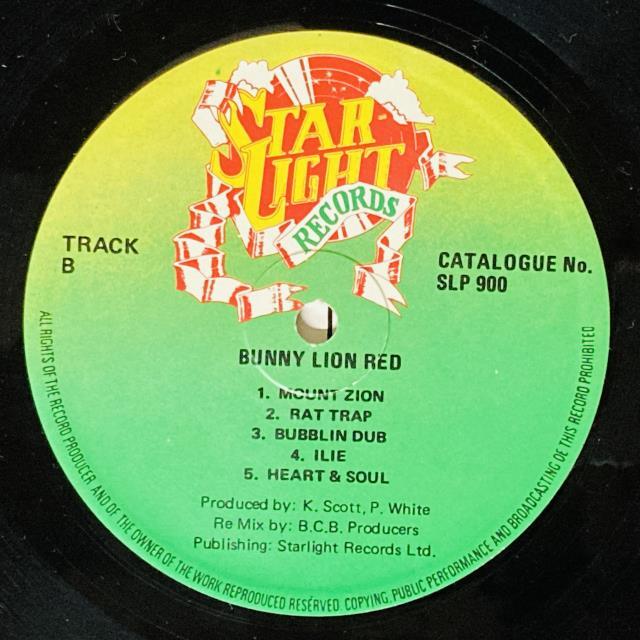 STAR
LIGHT
RECORDS
TRACK
B
CATALOGUE No.
SLP 900
BUNNY LION RED
1. MOUNT ZION
2. RAT TRAP
3. BUBBLIN DUB
4. ILIE
5. HEART & SOUL
Produced by: K. Scott, P. White
Re Mix by: B.C.B. Producers
Publishing: Starlight Records Ltd.
ALL RIGHTS OF THE RECORD PRODUCER AND OF THE OWNER OF THE WORK REPRODUCED RESERVED. COPYING, PUBLIC PERFORMANCE AND BROADCASTING OE THIS RECORD PROHIBITED